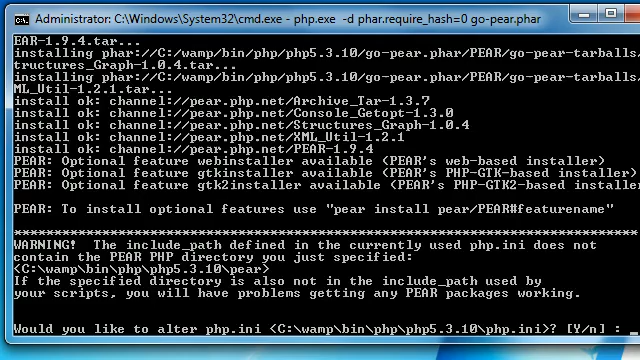 Administrator: C:\Windows\System32\cmd.exe - php.exe -d phar.require_hash=0 go-pear.phar
EAR-1.9.4.tar...
installing phar://C:/wamp/bin/php/php5.3.10/go-pear.phar/PEAR/go-pear-tarballs/
tructures_Graph-1.0.4.tar...
installing phar://C:/wamp/bin/php/php5.3.10/go-pear.phar/PEAR/go-pear-tarballs/
ML_Util-1.2.1.tar...
install ok: channel://pear.php.net/Archive_Tar-1.3.7
install ok: channel://pear.php.net/Console_Getopt-1.3.0
install ok: channel://pear.php.net/Structures_Graph-1.0.4
install ok: channel://pear.php.net/XML_Util-1.2.1
install ok: channel://pear.php.net/PEAR-1.9.4
PEAR: Optional feature webinstaller available (PEAR's web-based installer)
PEAR: Optional feature gtkinstaller available (PEAR's PHP-GTK-based installer)
PEAR: Optional feature gtk2installer available (PEAR's PHP-GTK2-based installer
PEAR: To install optional features use "pear install pear/PEAR#featurename"
******************************************************************************
WARNING!  The include_path defined in the currently used php.ini does not
contain the PEAR PHP directory you just specified:
<C:\wamp\bin\php\php5.3.10\pear>
If the specified directory is also not in the include_path used by
your scripts, you will have problems getting any PEAR packages working.
Would you like to alter php.ini <C:\wamp\bin\php\php5.3.10\php.ini>? [Y/n] : _